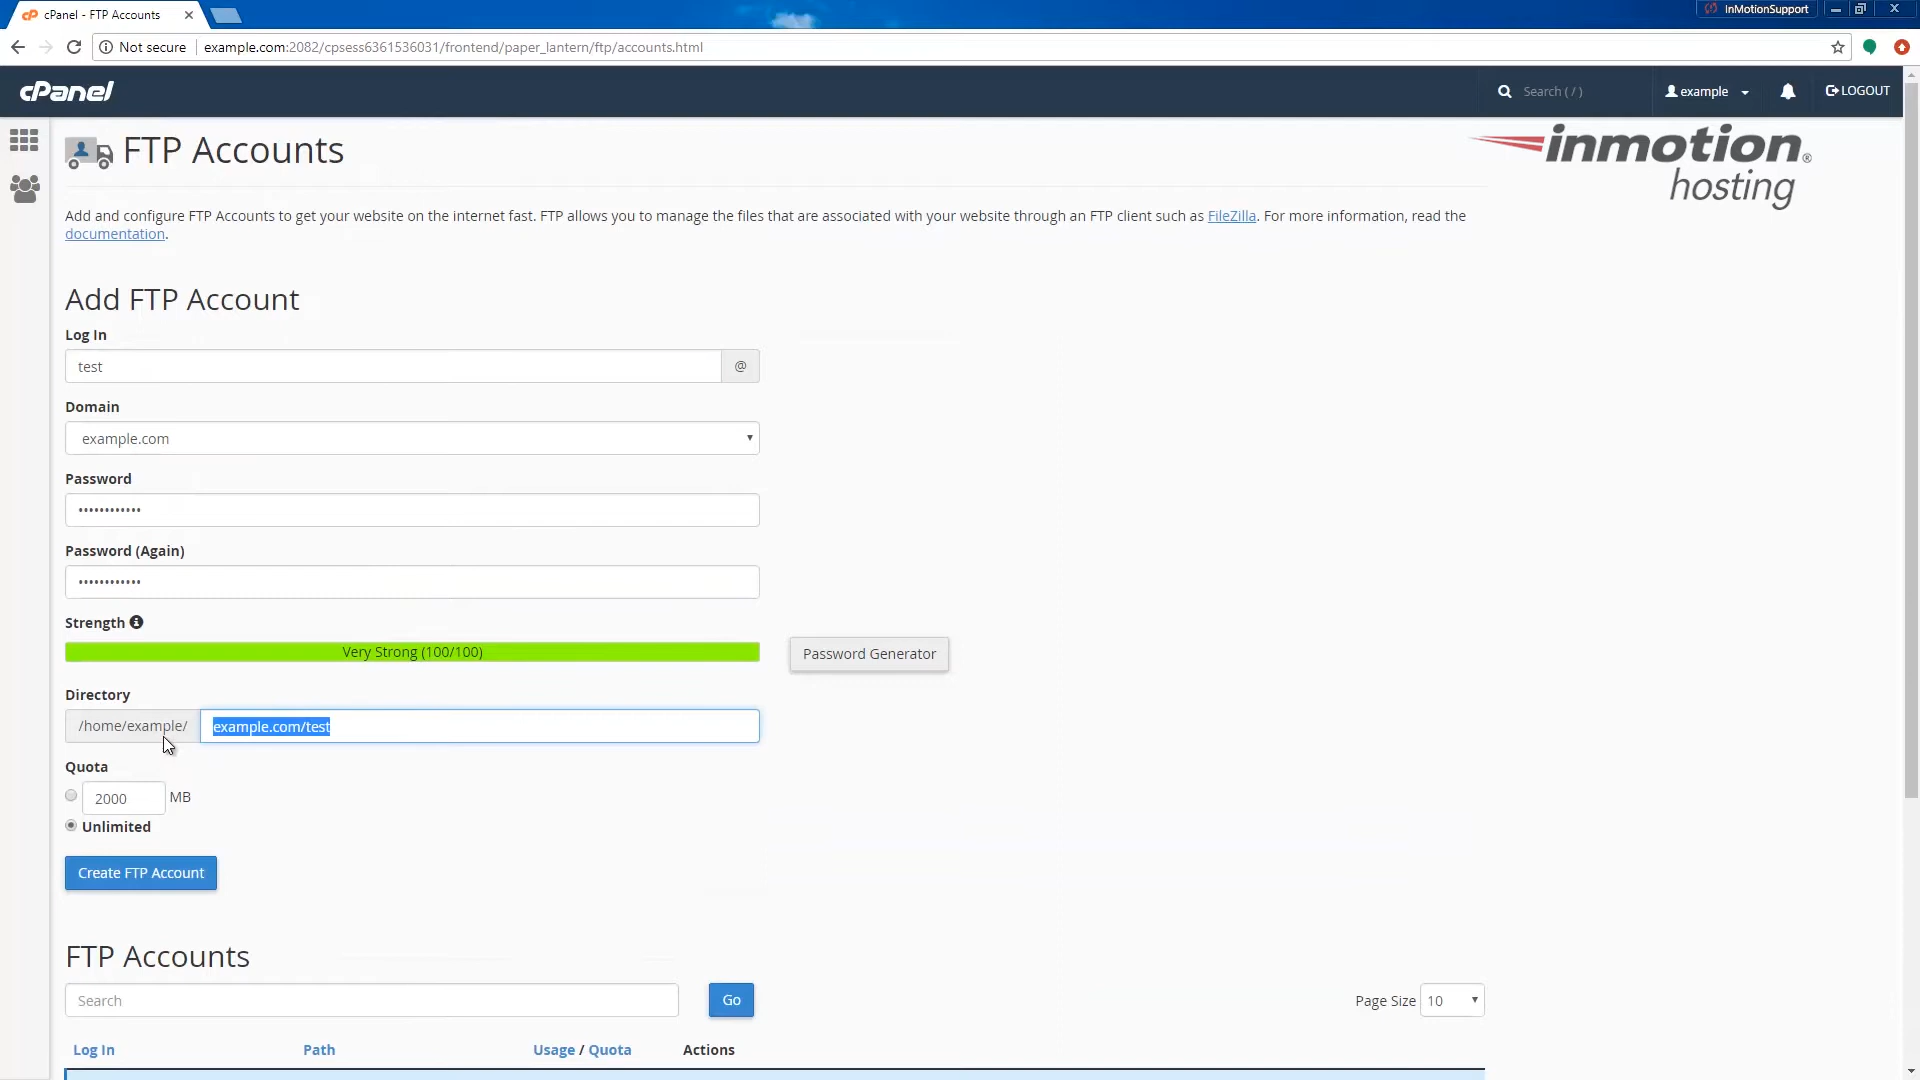 cPanel - FTP Accounts
InMotionSupport
Not secure example.com:2082/cpsess6361536031/frontend/paper_lantern/ftp/accounts.html
cPanel
Search ( / )
example
LOGOUT
FTP Accounts
inmotion®
hosting
Add and configure FTP Accounts to get your website on the internet fast. FTP allows you to manage the files that are associated with your website through an FTP client such as FileZilla. For more information, read the
documentation.
Add FTP Account
Log In
test @
Domain
example.com
Password
••••••••••••
Password (Again)
••••••••••••
Strength
Very Strong (100/100)
Password Generator
Directory
/home/example/ example.com/test
Quota
2000 MB
Unlimited
Create FTP Account
FTP Accounts
Search Go Page Size 10
Log In Path Usage / Quota Actions